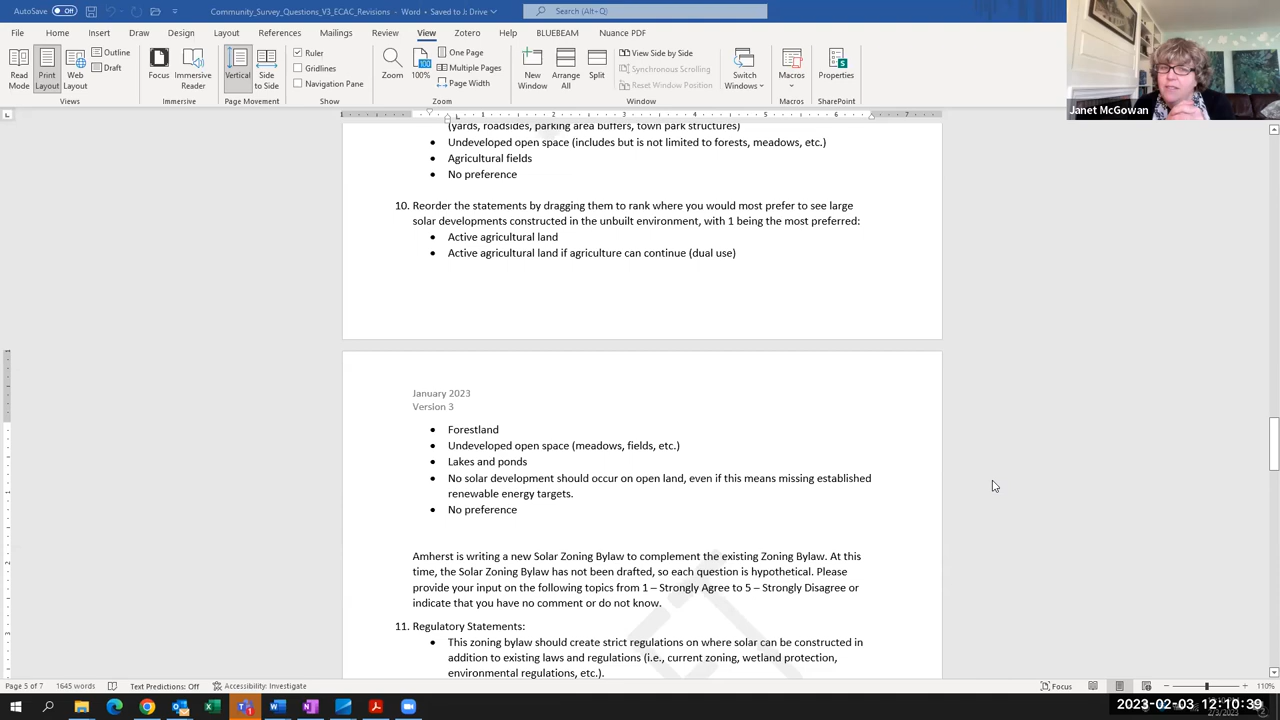 AutoSave Off Community_Survey_Questions_V3_ECAC_Revisions - Word - Saved to J: Drive Search (Alt+Q)
File Home Insert Draw Design Layout References Mailings Review View Zotero Help BLUEBEAM Nuance PDF
Read Mode
Print Layout
Web Layout
Outline
Draft
Views
Focus
Immersive Reader
Immersive
Vertical
Side to Side
Page Movement
Ruler
Gridlines
Navigation Pane
Show
Zoom
100
100%
One Page
Multiple Pages
Page Width
Zoom
New Window
Arrange All
Split
View Side by Side
Synchronous Scrolling
Reset Window Position
Switch Windows
Window
Macros
Macros
Properties
SharePoint
Janet McGowan
(yards, roadsides, parking area buffers, town park structures)
• Undeveloped open space (includes but is not limited to forests, meadows, etc.)
• Agricultural fields
• No preference
10. Reorder the statements by dragging them to rank where you would most prefer to see large
solar developments constructed in the unbuilt environment, with 1 being the most preferred:
• Active agricultural land
• Active agricultural land if agriculture can continue (dual use)
January 2023
Version 3
• Forestland
• Undeveloped open space (meadows, fields, etc.)
• Lakes and ponds
• No solar development should occur on open land, even if this means missing established
renewable energy targets.
• No preference
Amherst is writing a new Solar Zoning Bylaw to complement the existing Zoning Bylaw. At this
time, the Solar Zoning Bylaw has not been drafted, so each question is hypothetical. Please
provide your input on the following topics from 1 – Strongly Agree to 5 – Strongly Disagree or
indicate that you have no comment or do not know.
11. Regulatory Statements:
• This zoning bylaw should create strict regulations on where solar can be constructed in
addition to existing laws and regulations (i.e., current zoning, wetland protection,
environmental regulations, etc.).
Page 5 of 7 1645 words Text Predictions: Off Accessibility: Investigate Focus 110%
2023-02-03 12:10:39